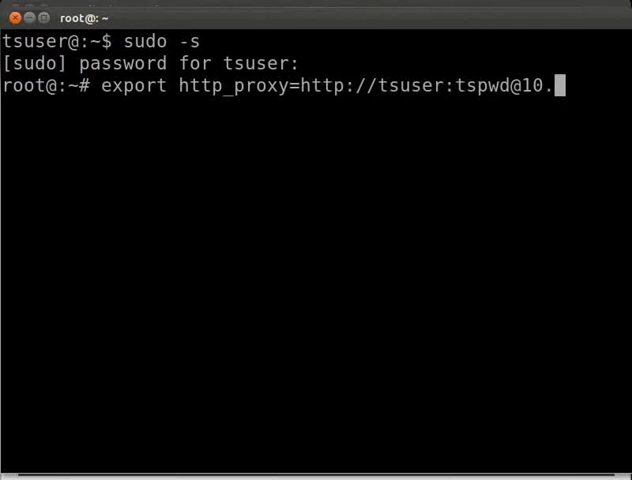 root@: ~
tsuser@:~$ sudo -s
[sudo] password for tsuser:
root@:~# export http_proxy=http://tsuser:tspwd@10.